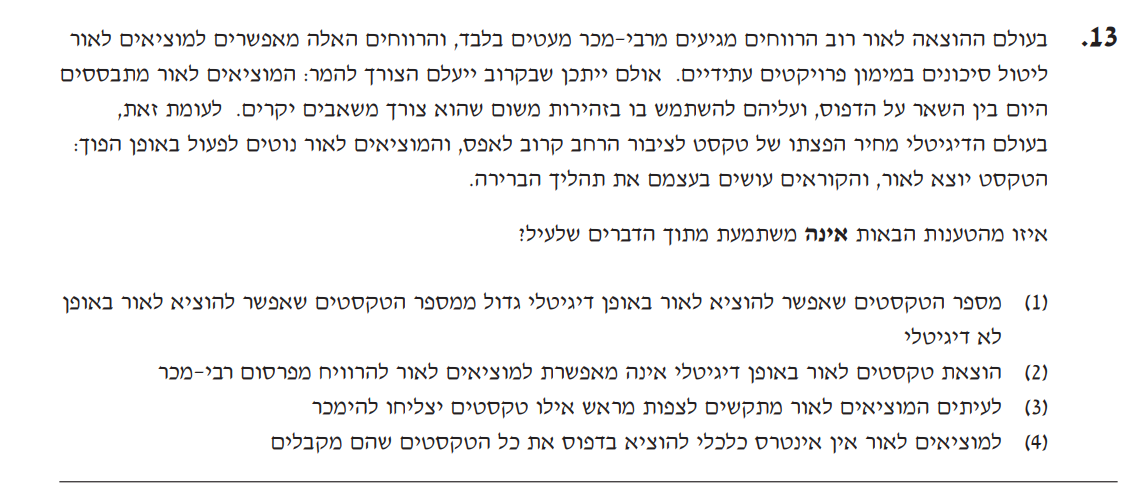 13. בעולם ההוצאה לאור רוב הרווחים מגיעים מרבי-מכר מעטים בלבד, והרווחים האלה מאפשרים למוציאים לאור
ליטול סיכונים במימון פרויקטים עתידיים. אולם ייתכן שבקרוב ייעלם הצורך להמר: המוציאים לאור מתבססים
היום בין השאר על הדפוס, ועליהם להשתמש בו בזהירות משום שהוא צורך משאבים יקרים. לעומת זאת,
בעולם הדיגיטלי מחיר הפצתו של טקסט לציבור הרחב קרוב לאפס, והמוציאים לאור נוטים לפעול באופן הפוך:
הטקסט יוצא לאור, והקוראים עושים בעצמם את תהליך הברירה.
איזו מהטענות הבאות אינה משתמעת מתוך הדברים שלעיל?
(1) מספר הטקסטים שאפשר להוציא לאור באופן דיגיטלי גדול ממספר הטקסטים שאפשר להוציא לאור באופן
לא דיגיטלי
(2) הוצאת טקסטים לאור באופן דיגיטלי אינה מאפשרת למוציאים לאור להרוויח מפרסום רבי-מכר
(3) לעיתים המוציאים לאור מתקשים לצפות מראש אילו טקסטים יצליחו להימכר
(4) למוציאים לאור אין אינטרס כלכלי להוציא בדפוס את כל הטקסטים שהם מקבלים